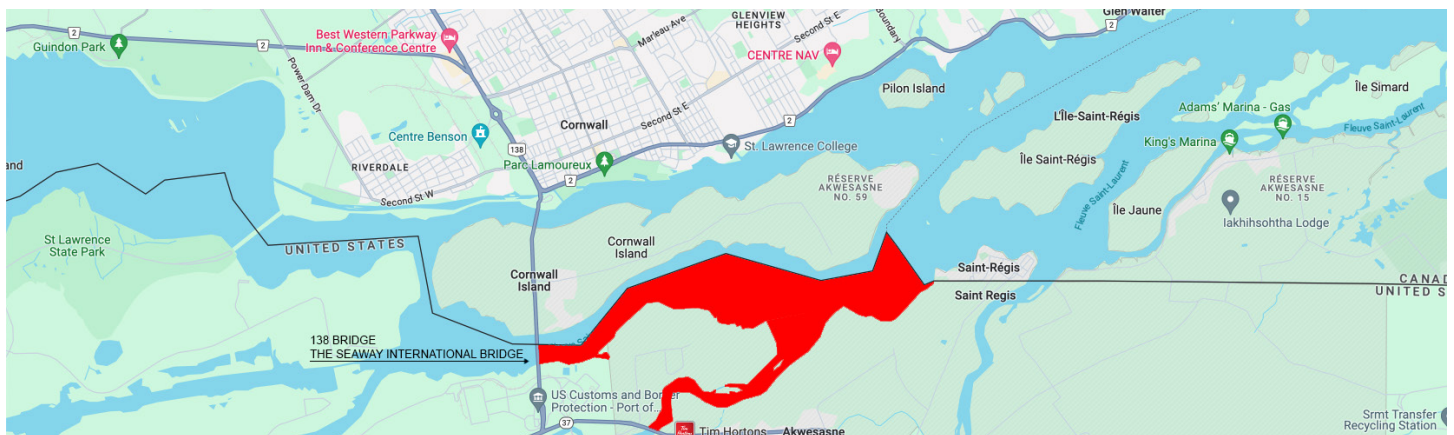 GLENVIEW
HEIGHTS
Glen Walter
Boundary
2
Guindon Park
2
Best Western Parkway
Inn & Conference Centre
Marleau Ave
Second St E
CENTRE NAV
Power Dam Dr
Pilon Island
Île Simard
Adams' Marina - Gas
L'Île-Saint-Régis
Fleuve Saint-Laurent
King's Marina
Centre Benson
Cornwall
Second St E
2
138
St. Lawrence College
Île Saint-Régis
and
RIVERDALE
Parc Lamoureux
2
RÉSERVE
AKWESASNE
NO. 59
RÉSERVE
AKWESASNE
NO. 15
Second St W
Fleuve Saint-Laurent
Île Jaune
Iakhihsohtha Lodge
St Lawrence
State Park
UNITED STATES
Cornwall
Island
Cornwall
Island
Saint-Régis
Saint Regis
CANAD
UNITED S
138 BRIDGE
THE SEAWAY INTERNATIONAL BRIDGE
US Customs and Border
Protection - Port of...
37
Tim Hortons
Akwesasne
Srmt Transfer
Recycling Station